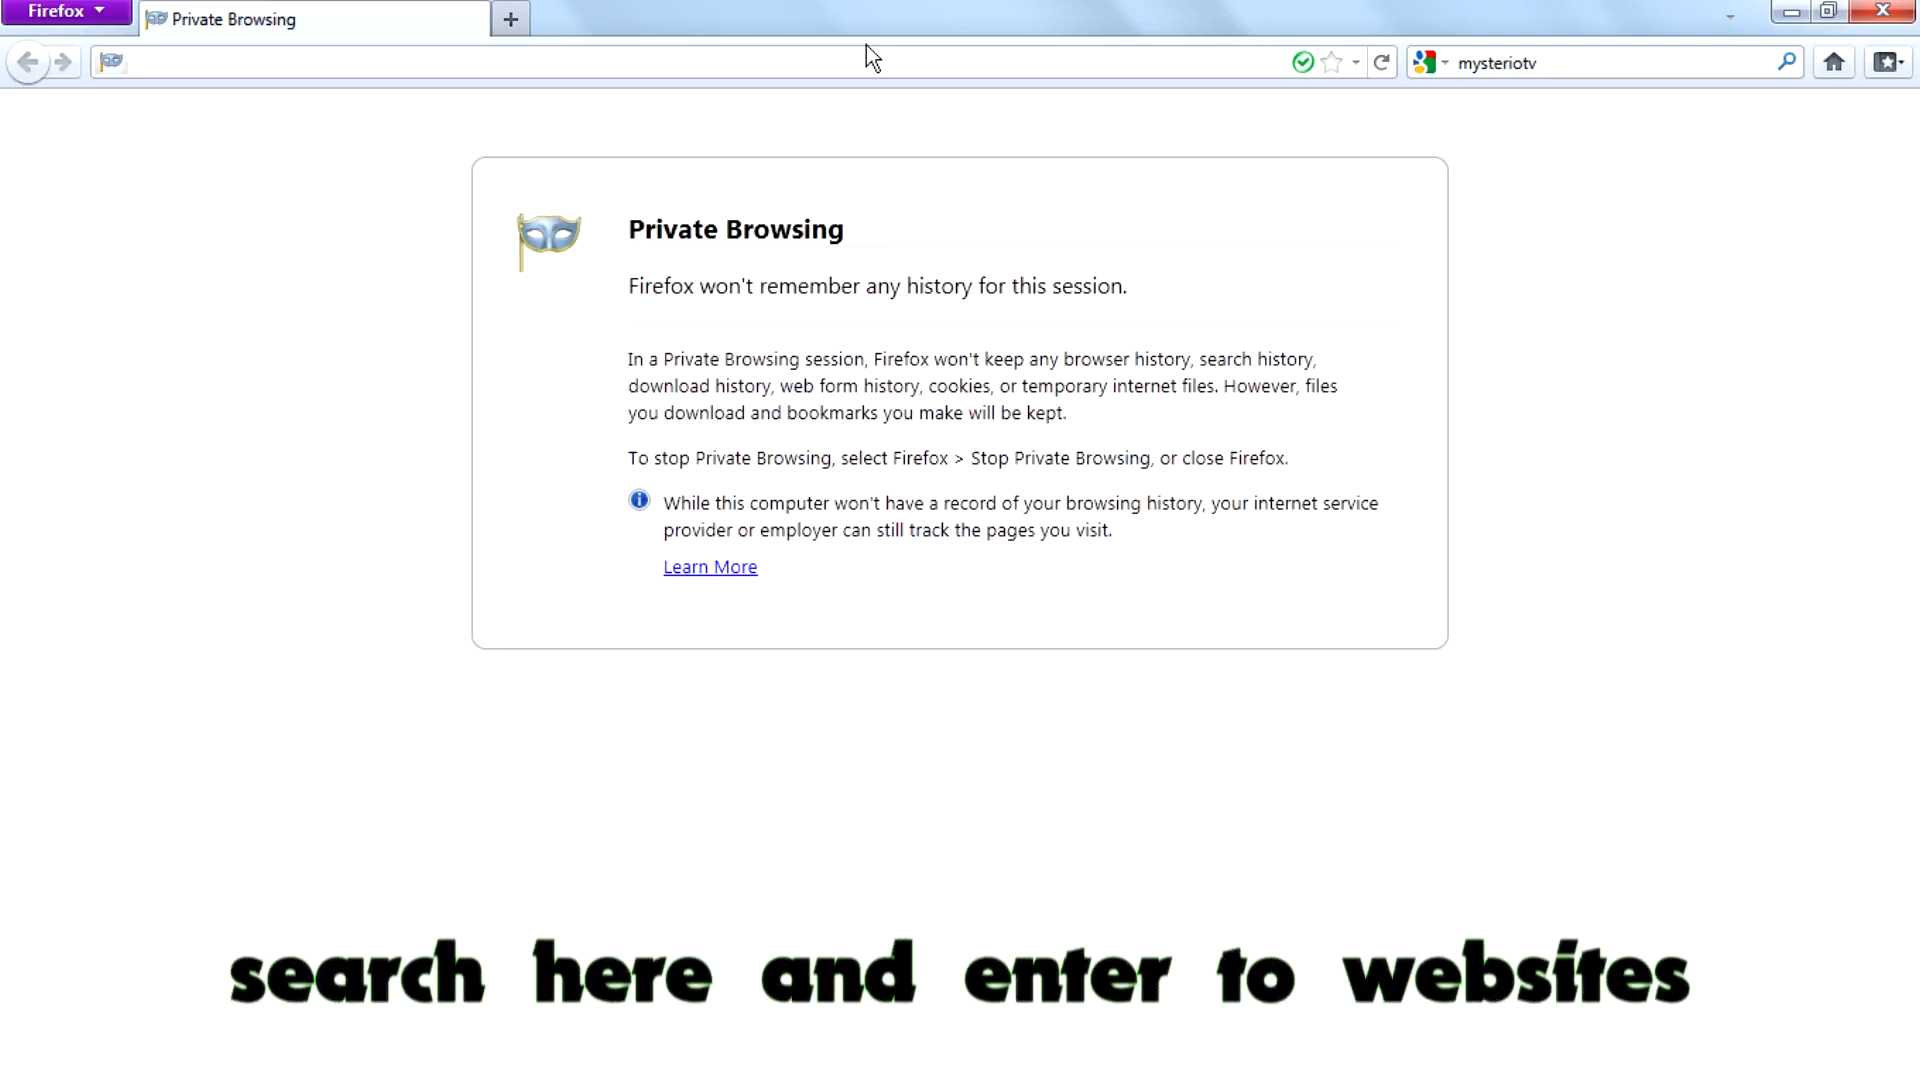 Firefox
Private Browsing
mysteriotv
Private Browsing
Firefox won't remember any history for this session.
In a Private Browsing session, Firefox won't keep any browser history, search history,
download history, web form history, cookies, or temporary internet files. However, files
you download and bookmarks you make will be kept.
To stop Private Browsing, select Firefox > Stop Private Browsing, or close Firefox.
While this computer won't have a record of your browsing history, your internet service
provider or employer can still track the pages you visit.
Learn More
search here and enter to websites